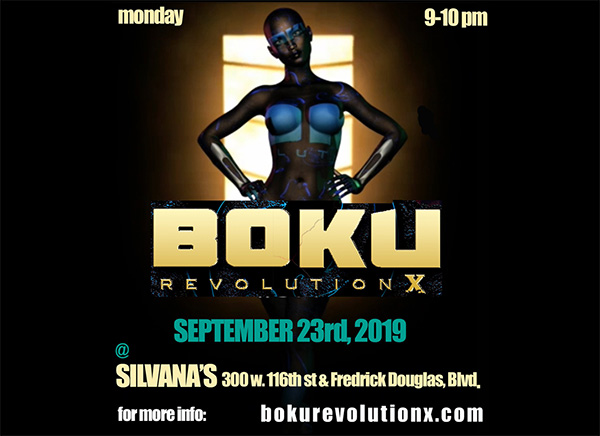 monday 9-10 pm
U T
BOKU
REVOLUTION X
SEPTEMBER 23rd, 2019
@
SILVANA'S 300 w. 116th st & Fredrick Douglas, Blvd.
for more info: bokurevolutionx.com